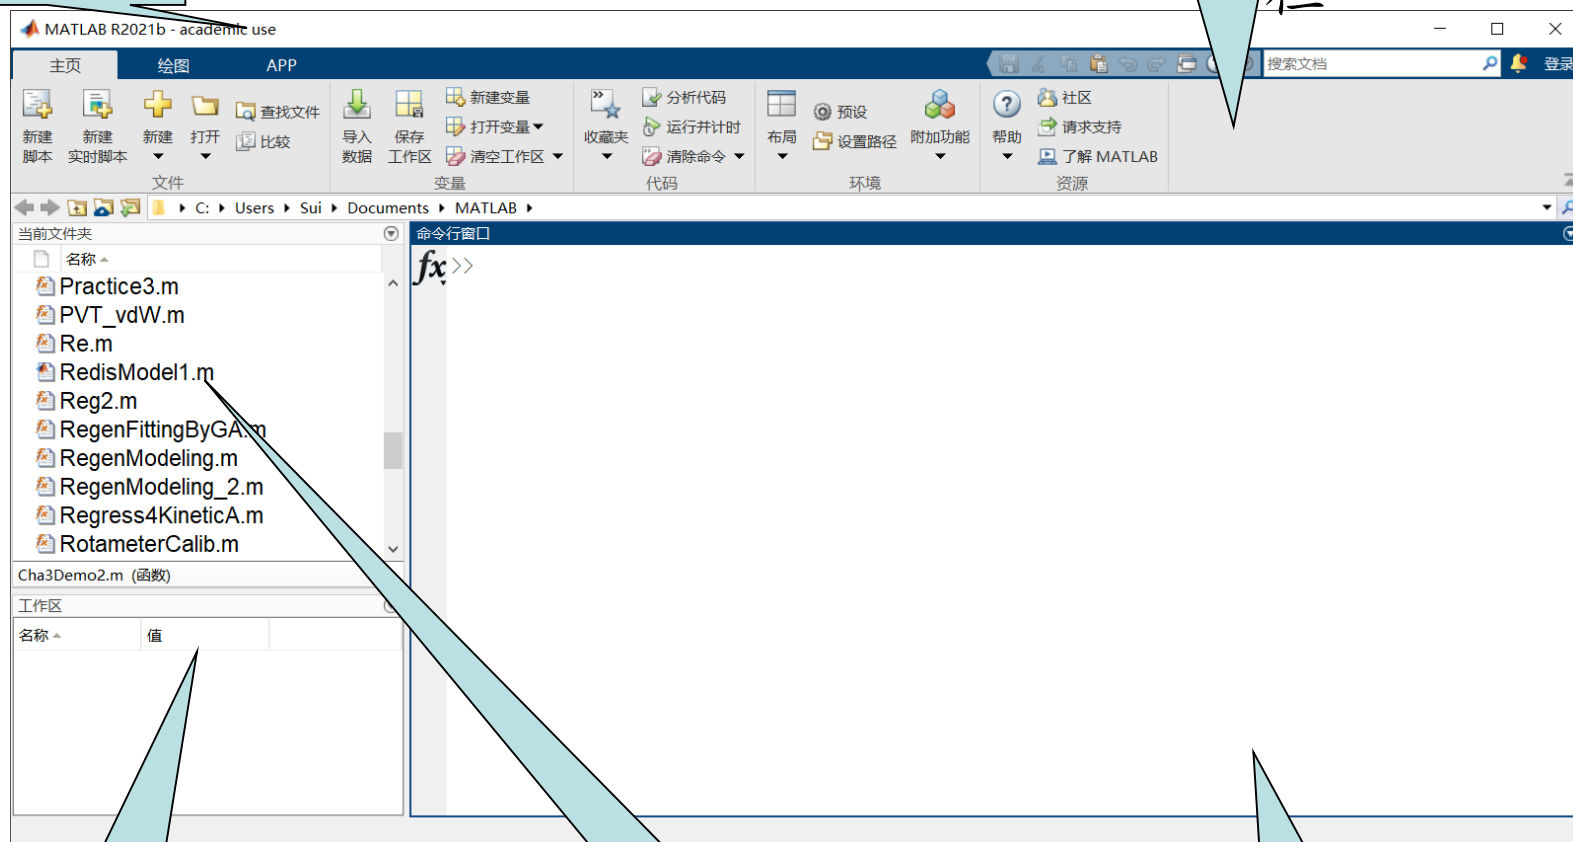 栏
MATLAB R2021b - academic use
主页 绘图 APP 搜索文档 登录
新建脚本 新建实时脚本 新建 打开 查找文件 比较 导入数据 保存工作区 新建变量 打开变量 清空工作区 收藏夹 分析代码 运行并计时 清除命令 布局 预设 设置路径 附加功能 帮助 社区 请求支持 了解 MATLAB
文件 变量 代码 环境 资源
C: Users Sui Documents MATLAB
当前文件夹
名称
Practice3.m
PVT_vdW.m
Re.m
RedisModel1.m
Reg2.m
RegenFittingByGA.m
RegenModeling.m
RegenModeling_2.m
Regress4KineticA.m
RotameterCalib.m
Cha3Demo2.m (函数)
工作区
名称 值
命令行窗口
fx >>